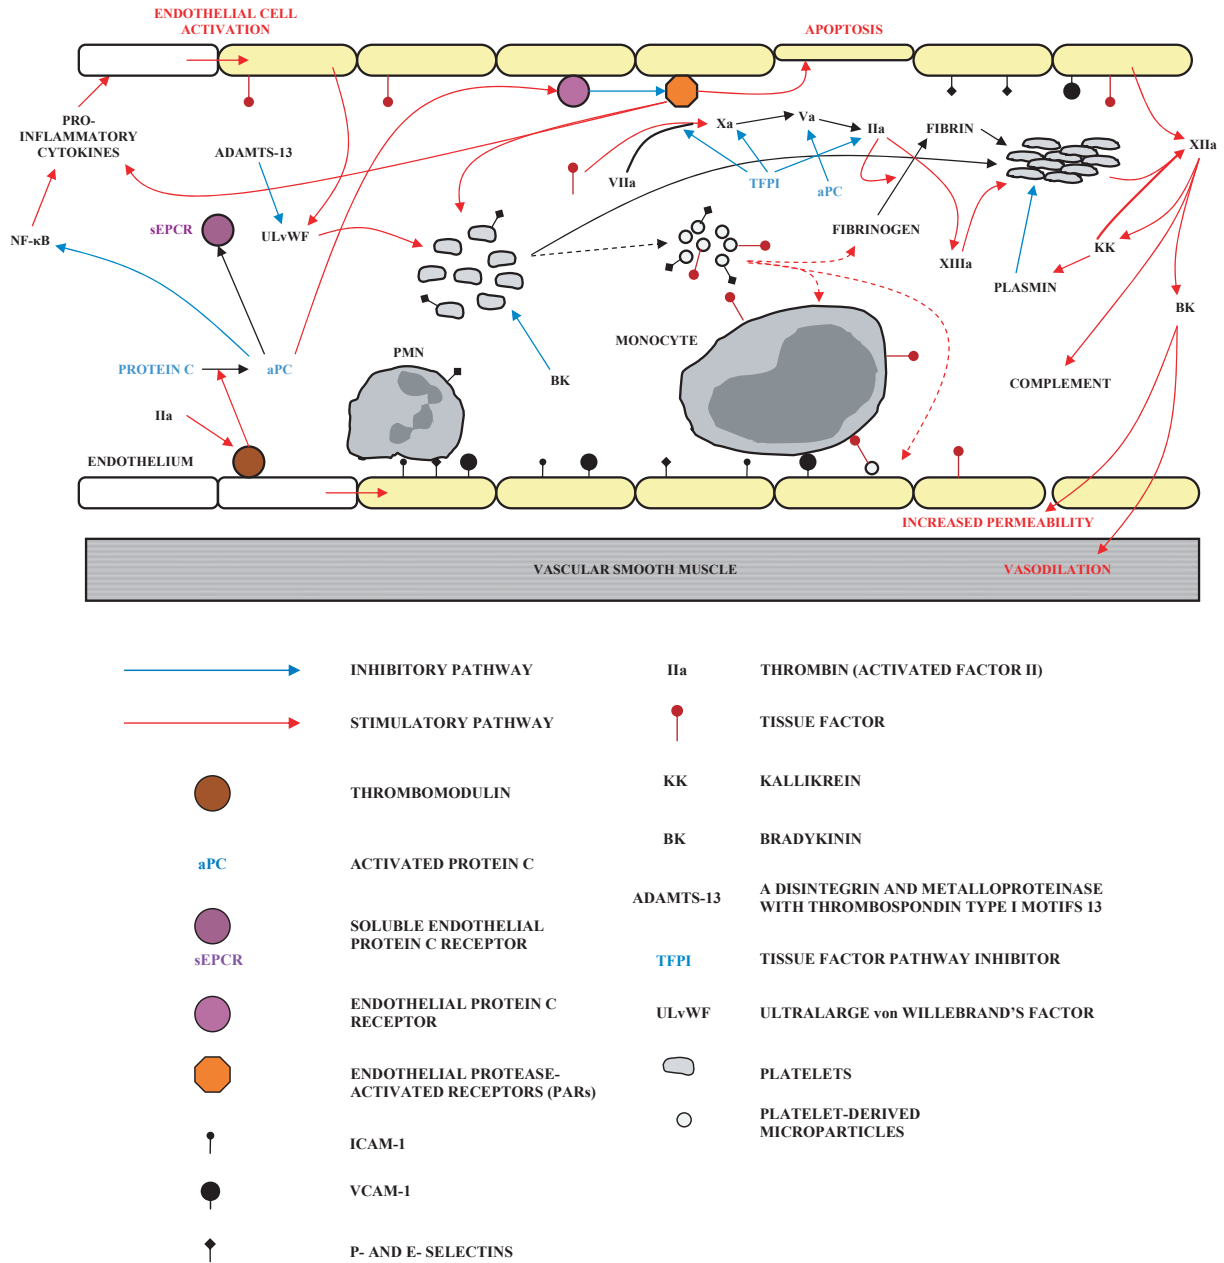 ENDOTHELIAL CELL
ACTIVATION
APOPTOSIS
PRO-
INFLAMMATORY
CYTOKINES
ADAMTS-13
Xa
Va
IIa
FIBRIN
XIIa
VIIa
TFPI
aPC
NF-κB
sEPCR
ULvWF
FIBRINOGEN
XIIIa
KK
PLASMIN
BK
MONOCYTE
PMN
PROTEIN C
aPC
BK
COMPLEMENT
IIa
ENDOTHELIUM
INCREASED PERMEABILITY
VASCULAR SMOOTH MUSCLE
VASODILATION
INHIBITORY PATHWAY
STIMULATORY PATHWAY
THROMBOMODULIN
aPC
ACTIVATED PROTEIN C
sEPCR
SOLUBLE ENDOTHELIAL
PROTEIN C RECEPTOR
ENDOTHELIAL PROTEIN C
RECEPTOR
ENDOTHELIAL PROTEASE-
ACTIVATED RECEPTORS (PARs)
ICAM-1
VCAM-1
P- AND E- SELECTINS
IIa
THROMBIN (ACTIVATED FACTOR II)
TISSUE FACTOR
KK
KALLIKREIN
BK
BRADYKININ
ADAMTS-13
A DISINTEGRIN AND METALLOPROTEINASE
WITH THROMBOSPONDIN TYPE I MOTIFS 13
TFPI
TISSUE FACTOR PATHWAY INHIBITOR
ULvWF
ULTRALARGE von WILLEBRAND'S FACTOR
PLATELETS
PLATELET-DERIVED
MICROPARTICLES